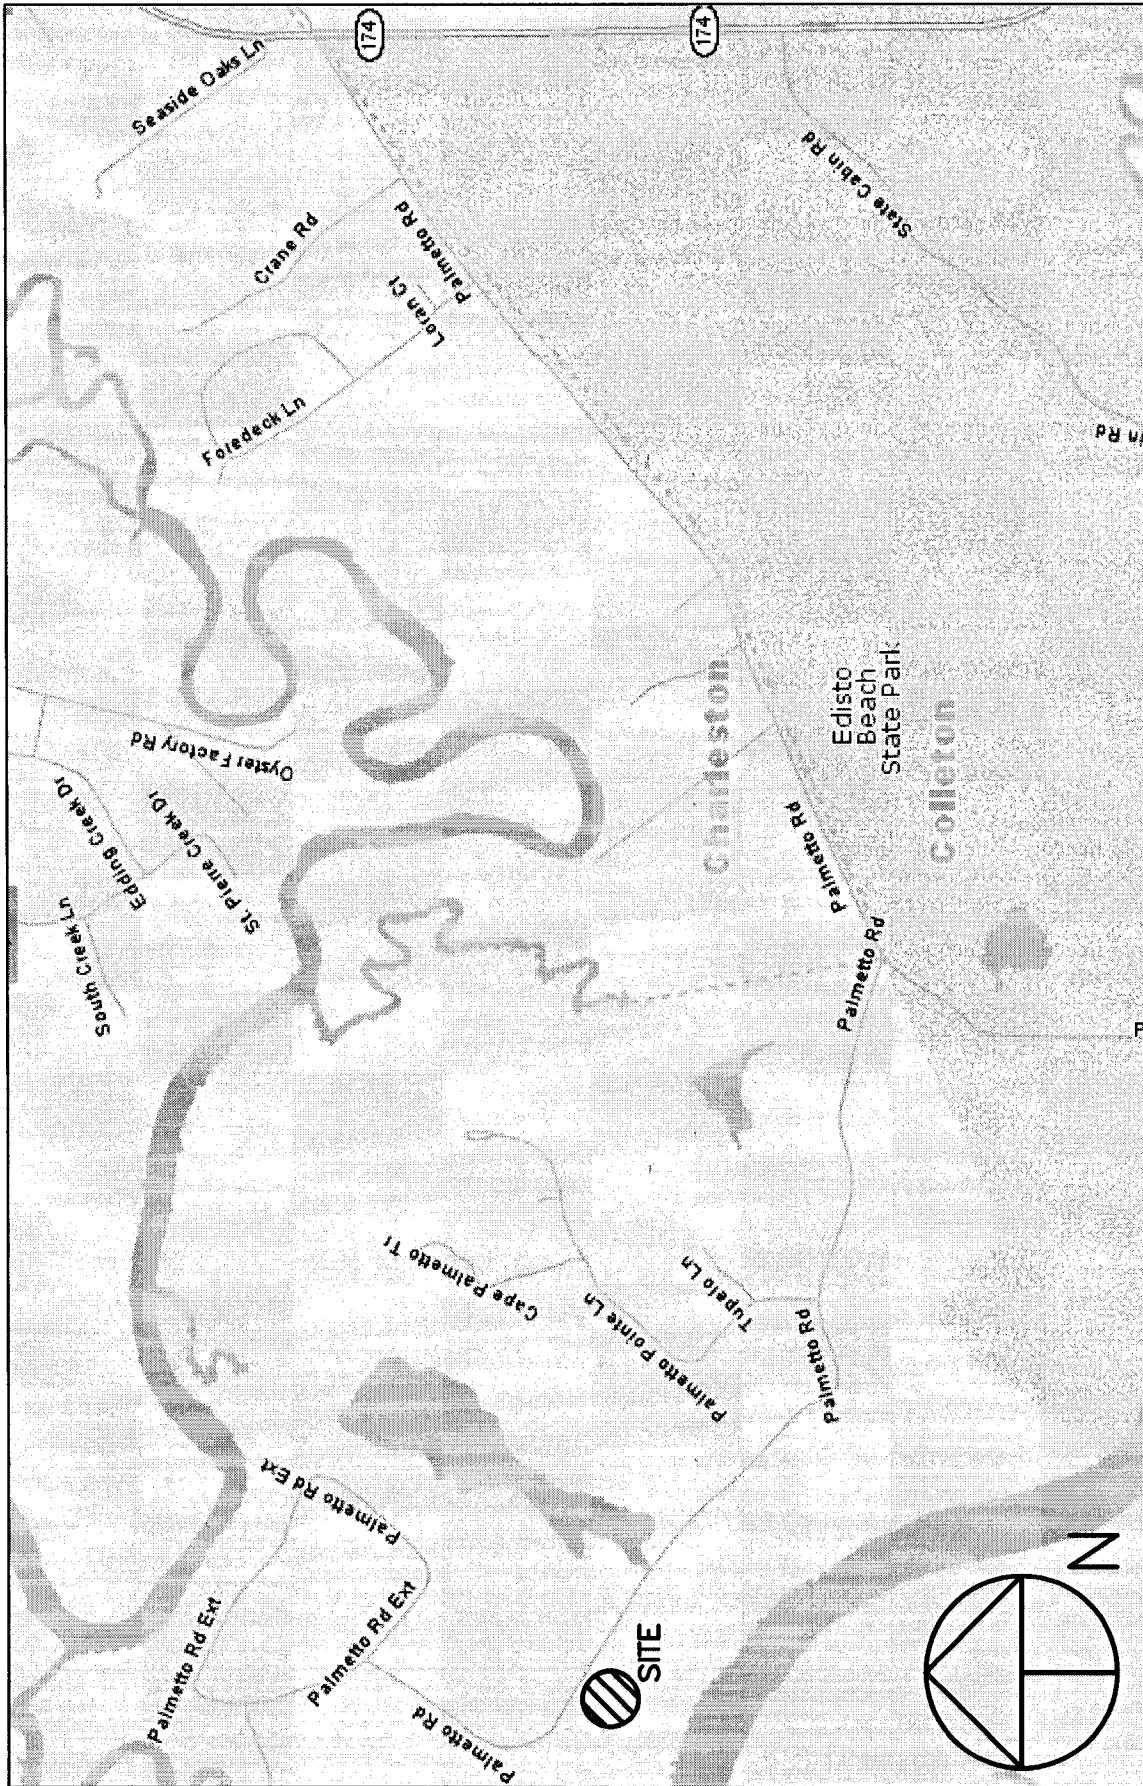 174
174
Seaside Oaks Ln
Crane Rd
Palmetto Rd
Loran Ct
Foredeck Ln
State Cabin Rd
in Rd
Oyster Factory Rd
Edding Creek Dr
St. Pierre Creek Dr
South Creek Ln
Charleston
Edisto
Beach
State Park
Colleton
Palmetto Rd
Palmetto Rd
P
Cape Palmetto Tr
Palmetto Pointe Ln
Tupelo Ln
Palmetto Rd
Palmetto Rd Ext
Palmetto Rd Ext
Palmetto Rd Ext
Palmetto Rd
SITE
N